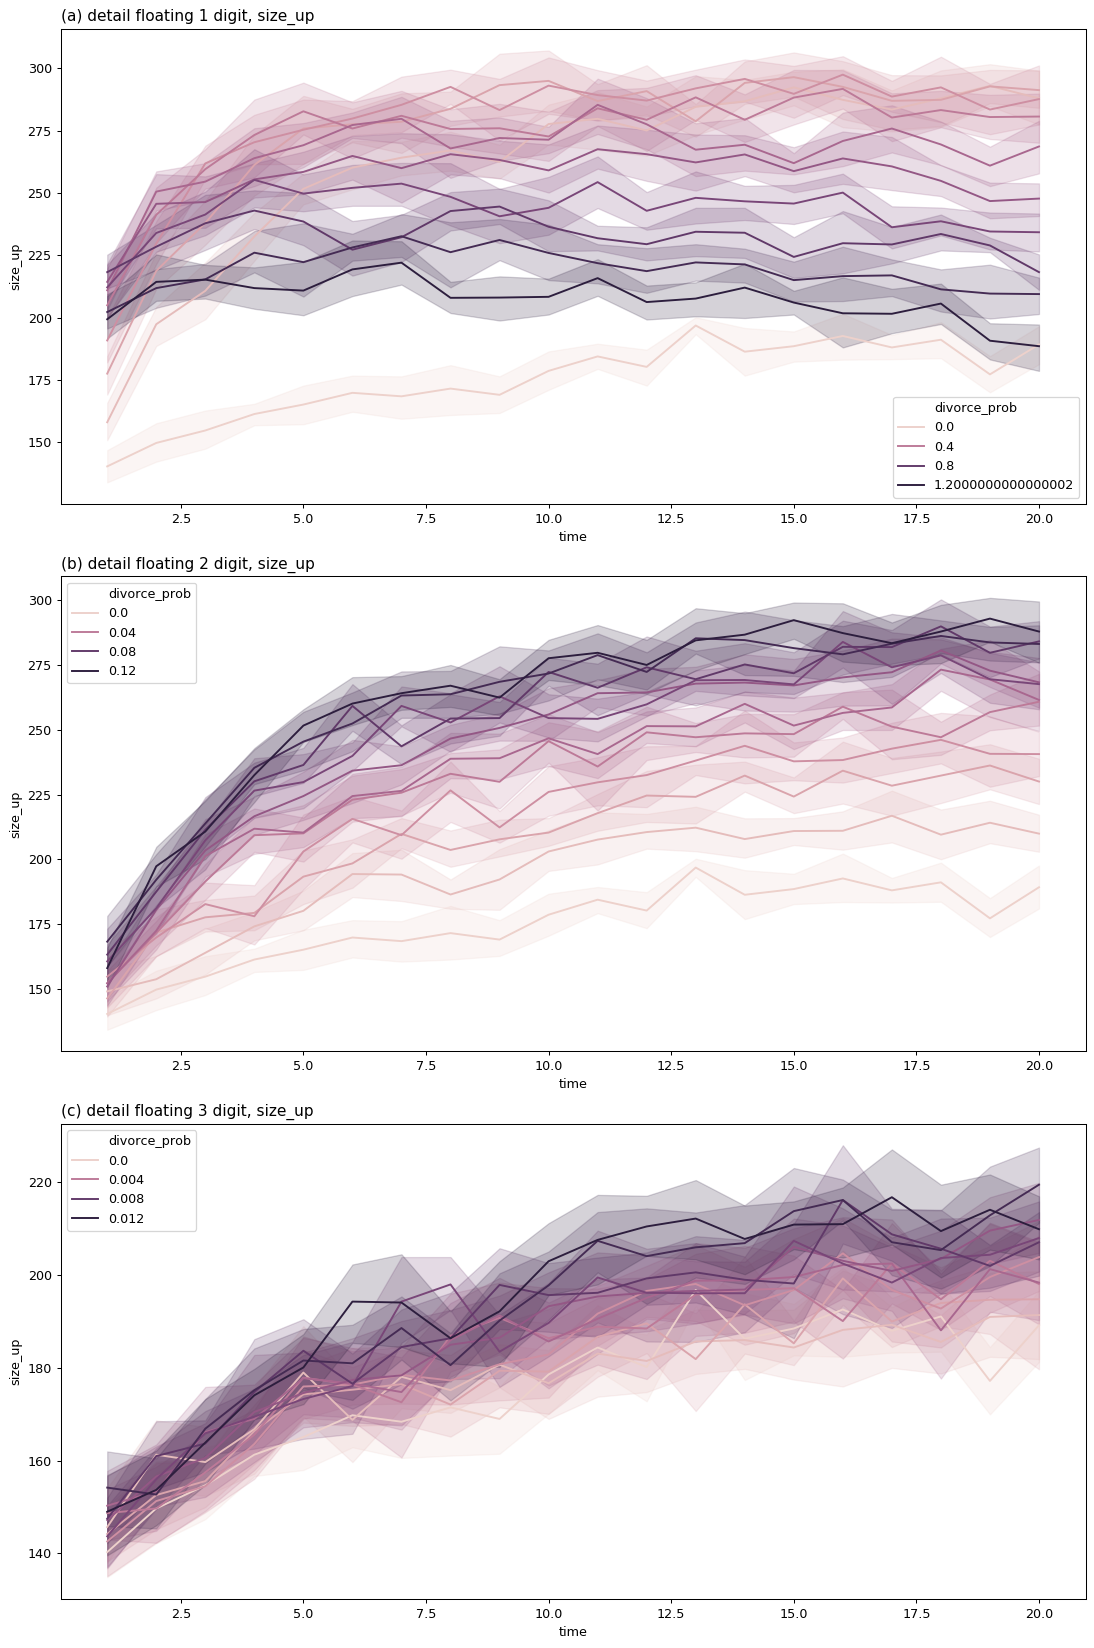 (a) detail floating 1 digit, size_up
300
275
250
225
200
175
150
size_up
divorce_prob
0.0
0.4
0.8
1.2000000000000002
2.5 5.0 7.5 10.0 12.5 15.0 17.5 20.0
time
(b) detail floating 2 digit, size_up
divorce_prob
0.0
0.04
0.08
0.12
300
275
250
225
200
175
150
size_up
2.5 5.0 7.5 10.0 12.5 15.0 17.5 20.0
time
(c) detail floating 3 digit, size_up
divorce_prob
0.0
0.004
0.008
0.012
220
200
180
160
140
size_up
2.5 5.0 7.5 10.0 12.5 15.0 17.5 20.0
time